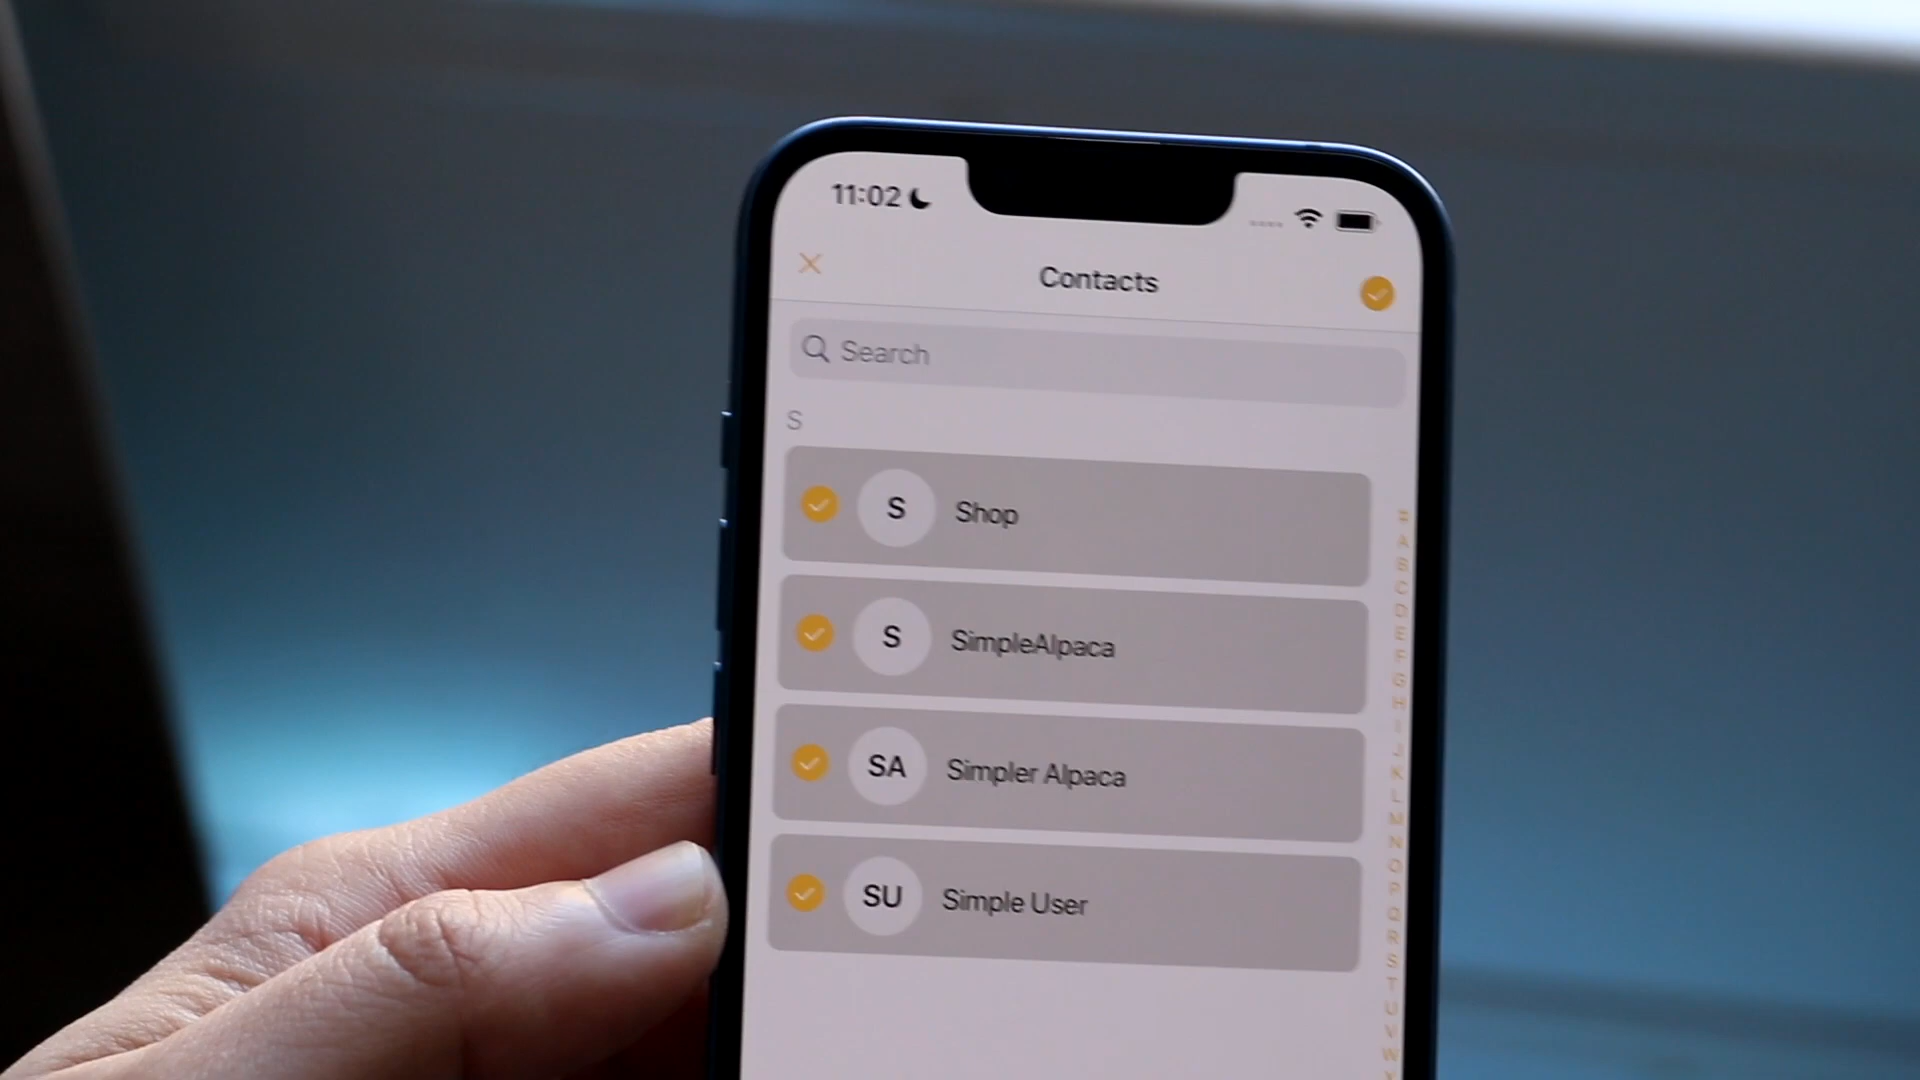 11:02
Contacts
Search
S
S Shop
S SimpleAlpaca
SA Simpler Alpaca
SU Simple User
#
A
B
C
D
E
F
G
H
I
J
K
L
M
N
O
P
Q
R
S
T
U
V
W